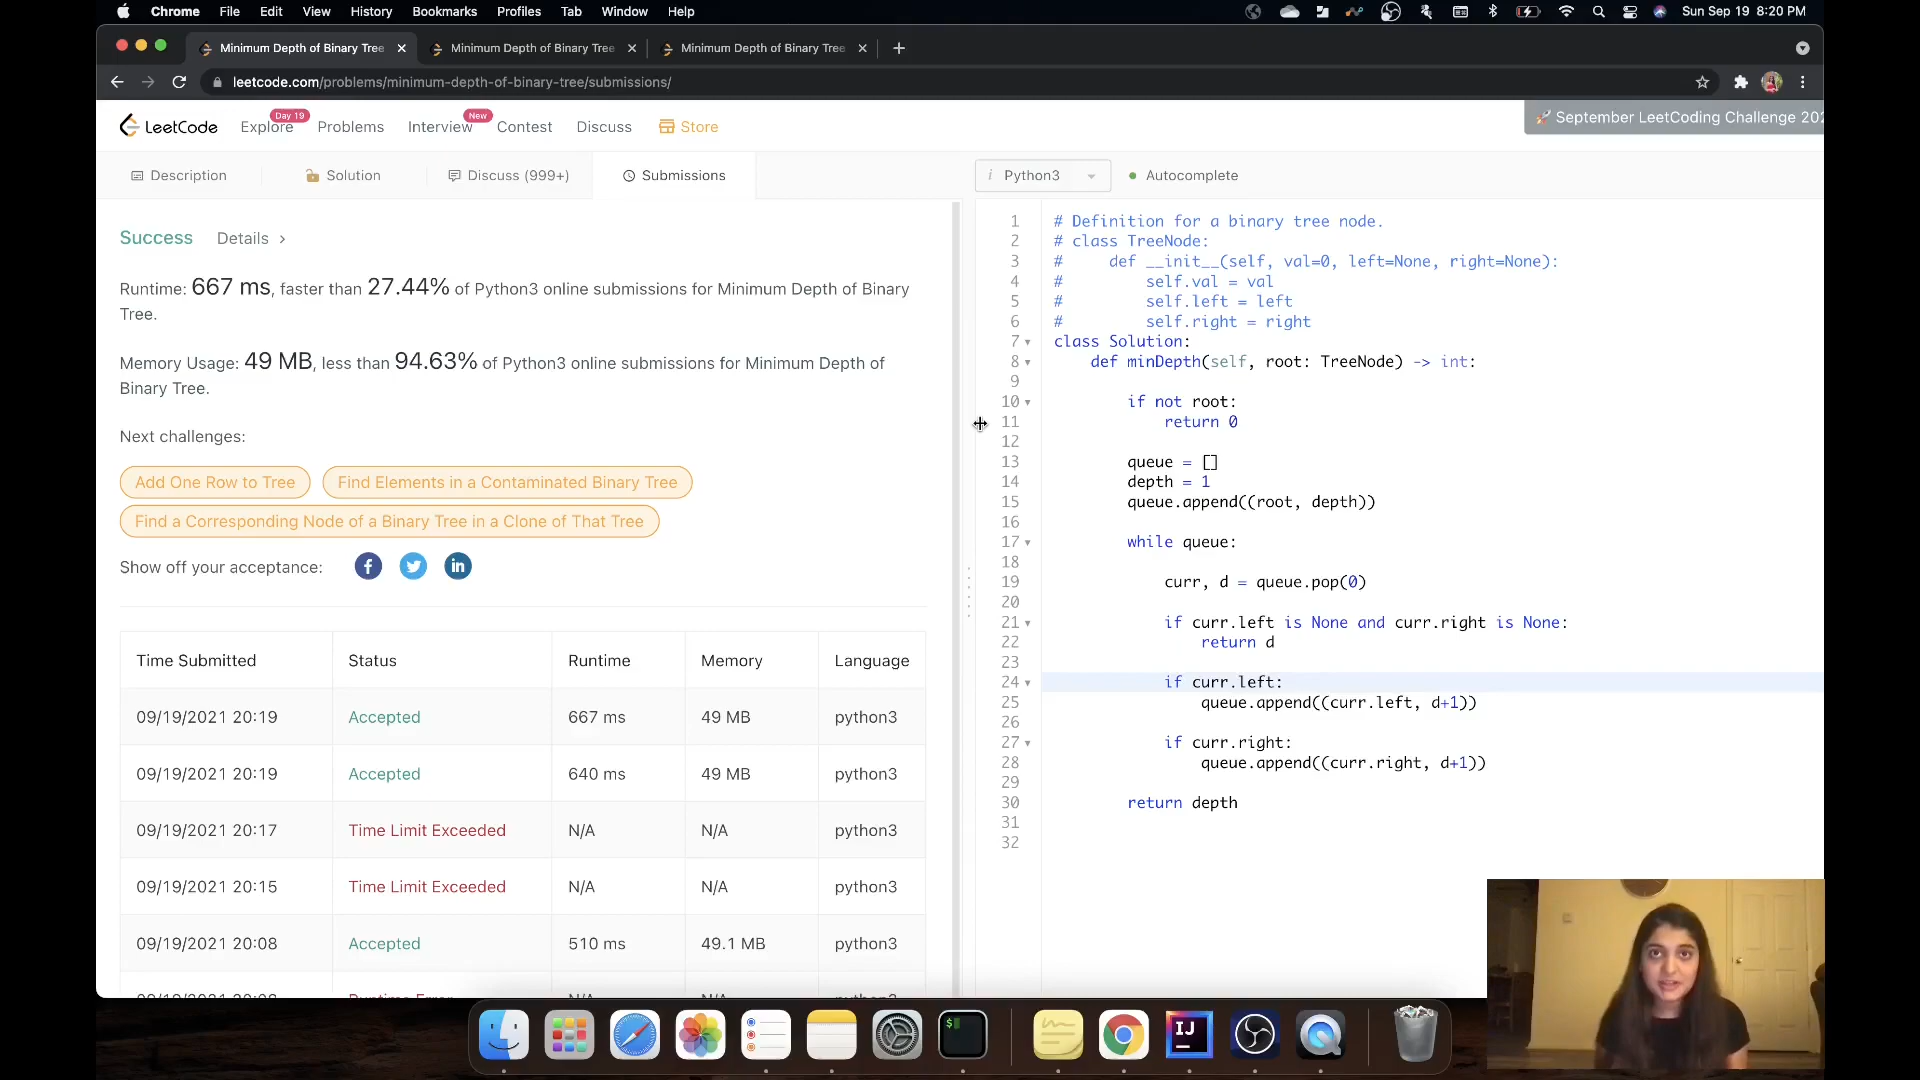 Chrome File Edit View History Bookmarks Profiles Tab Window Help Sun Sep 19 8:20 PM
Minimum Depth of Binary Tree Minimum Depth of Binary Tree Minimum Depth of Binary Tree
leetcode.com/problems/minimum-depth-of-binary-tree/submissions/
LeetCode Explore Day 19 Problems Interview New Contest Discuss Store
September LeetCoding Challenge 202
Description Solution Discuss (999+) Submissions
Python3 Autocomplete
Success Details >
Runtime: 667 ms, faster than 27.44% of Python3 online submissions for Minimum Depth of Binary
Tree.
Memory Usage: 49 MB, less than 94.63% of Python3 online submissions for Minimum Depth of
Binary Tree.
Next challenges:
Add One Row to Tree Find Elements in a Contaminated Binary Tree
Find a Corresponding Node of a Binary Tree in a Clone of That Tree
Show off your acceptance:
Time Submitted Status Runtime Memory Language
09/19/2021 20:19 Accepted 667 ms 49 MB python3
09/19/2021 20:19 Accepted 640 ms 49 MB python3
09/19/2021 20:17 Time Limit Exceeded N/A N/A python3
09/19/2021 20:15 Time Limit Exceeded N/A N/A python3
09/19/2021 20:08 Accepted 510 ms 49.1 MB python3
1 # Definition for a binary tree node.
2 # class TreeNode:
3 #     def __init__(self, val=0, left=None, right=None):
4 #         self.val = val
5 #         self.left = left
6 #         self.right = right
7 class Solution:
8     def minDepth(self, root: TreeNode) -> int:
9
10         if not root:
11             return 0
12
13         queue = []
14         depth = 1
15         queue.append((root, depth))
16
17         while queue:
18
19             curr, d = queue.pop(0)
20
21             if curr.left is None and curr.right is None:
22                 return d
23
24             if curr.left:
25                 queue.append((curr.left, d+1))
26
27             if curr.right:
28                 queue.append((curr.right, d+1))
29
30         return depth
31
32